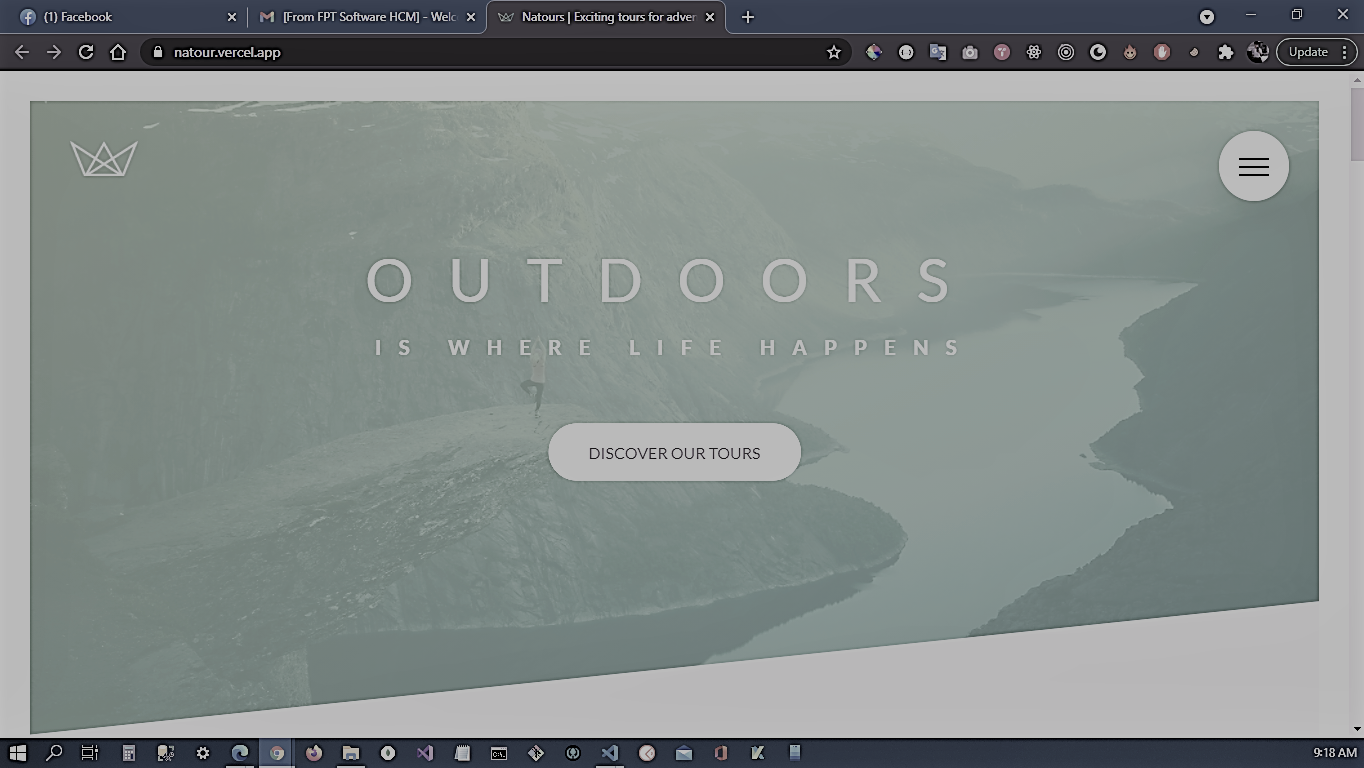 (1) Facebook
[From FPT Software HCM] - Welc
Natours | Exciting tours for adver
natour.vercel.app
Update
OUTDOORS
IS WHERE LIFE HAPPENS
DISCOVER OUR TOURS
9:18 AM